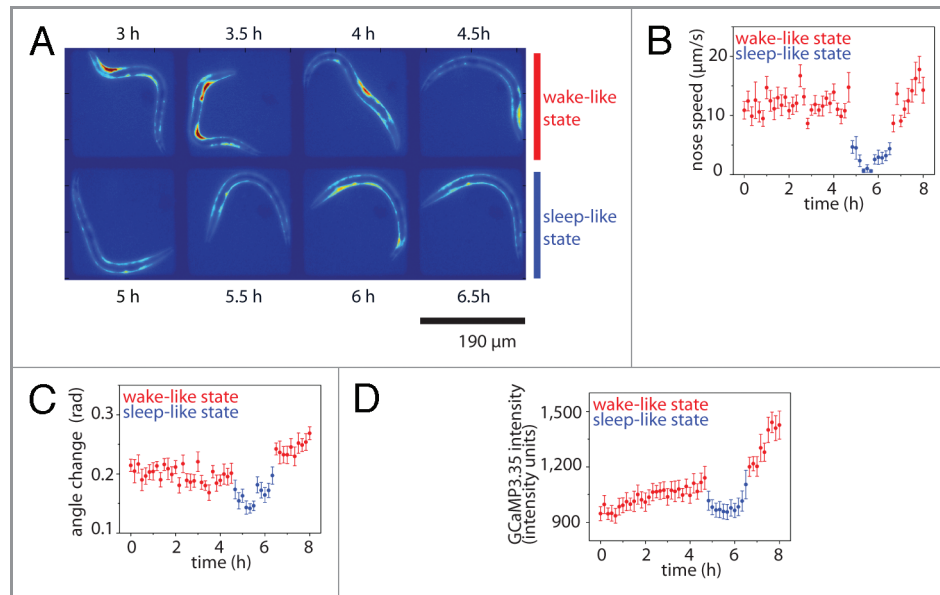 A
3 h 3.5 h 4 h 4.5h
wake-like
state
sleep-like
state
5 h 5.5 h 6 h 6.5h
190 µm
B
wake-like state
sleep-like state
nose speed (µm/s)
20
10
0
0 2 4 6 8
time (h)
C
wake-like state
sleep-like state
angle change (rad)
0.3
0.2
0.1
0 2 4 6 8
time (h)
D
wake-like state
sleep-like state
GCaMP3.35 intensity
(intensity units)
1,500
1,200
900
0 2 4 6 8
time (h)